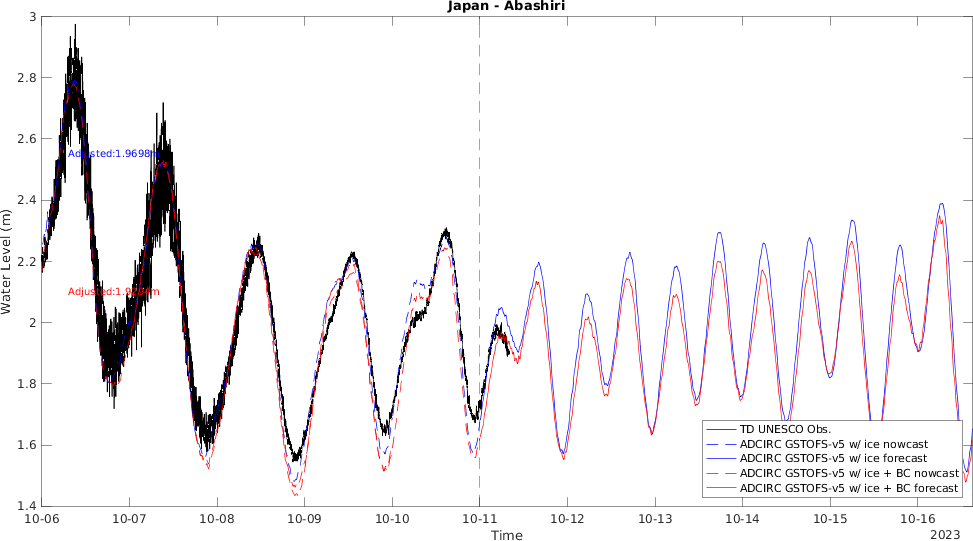 Japan - Abashiri
Water Level (m)
3
2.8
2.6
2.4
2.2
2
1.8
1.6
1.4
Adjusted:1.9698m
TD UNESCO Obs.
ADCIRC GSTOFS-v5 w/ ice nowcast
ADCIRC GSTOFS-v5 w/ ice forecast
ADCIRC GSTOFS-v5 w/ ice + BC nowcast
ADCIRC GSTOFS-v5 w/ ice + BC forecast
10-06 10-07 10-08 10-09 10-10 10-11 10-12 10-13 10-14 10-15 10-16
Time
2023